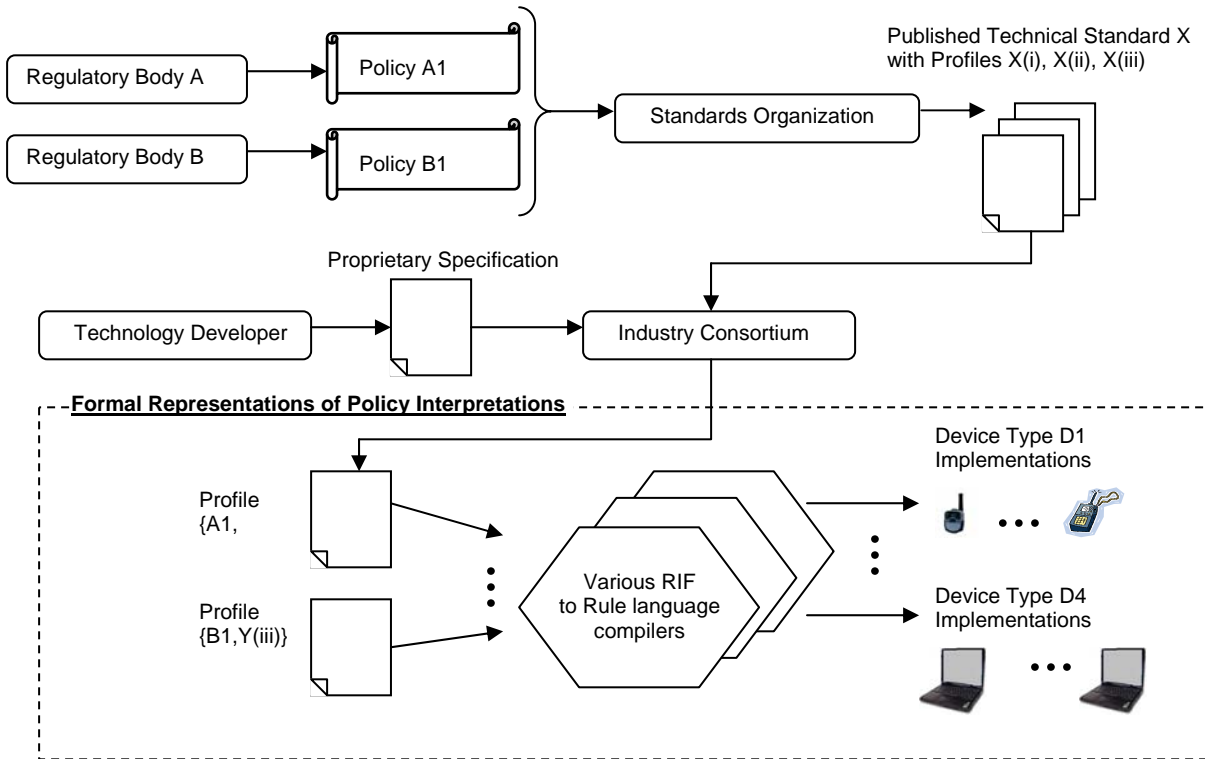 Published Technical Standard X
with Profiles X(i), X(ii), X(iii)
Regulatory Body A
Policy A1
Standards Organization
Regulatory Body B
Policy B1
Proprietary Specification
Technology Developer
Industry Consortium
Formal Representations of Policy Interpretations
Device Type D1
Implementations
Profile
{A1,
Various RIF
to Rule language
compilers
Profile
{B1,Y(iii)}
Device Type D4
Implementations